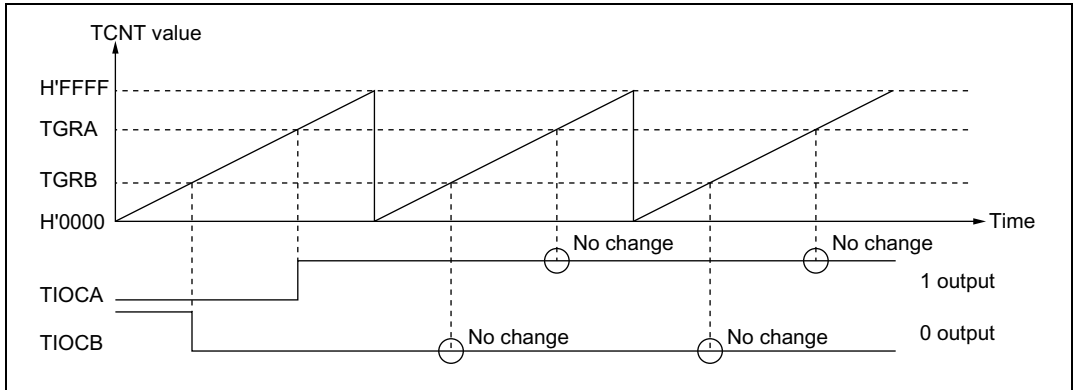 TCNT value
H'FFFF
TGRA
TGRB
H'0000
Time
No change
No change
TIOCA
1 output
No change
No change
TIOCB
0 output